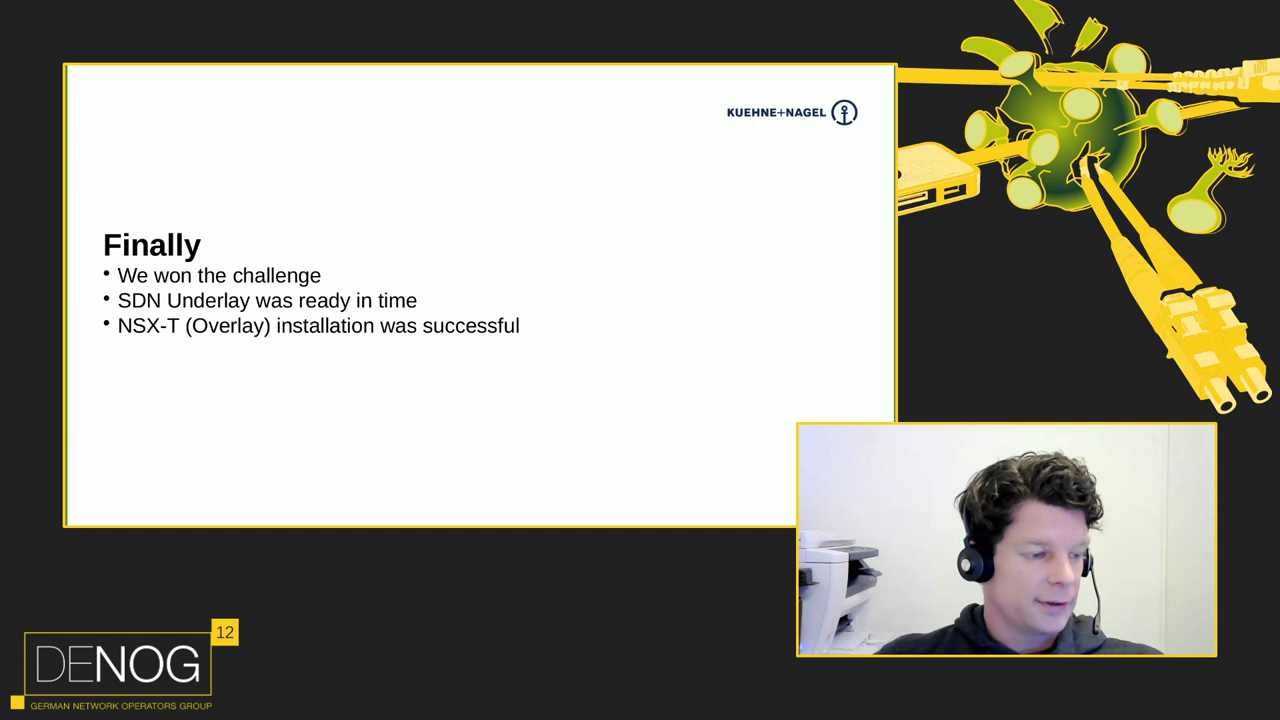 KUEHNE+NAGEL
Finally
• We won the challenge
• SDN Underlay was ready in time
• NSX-T (Overlay) installation was successful
12
DENOG
GERMAN NETWORK OPERATORS GROUP